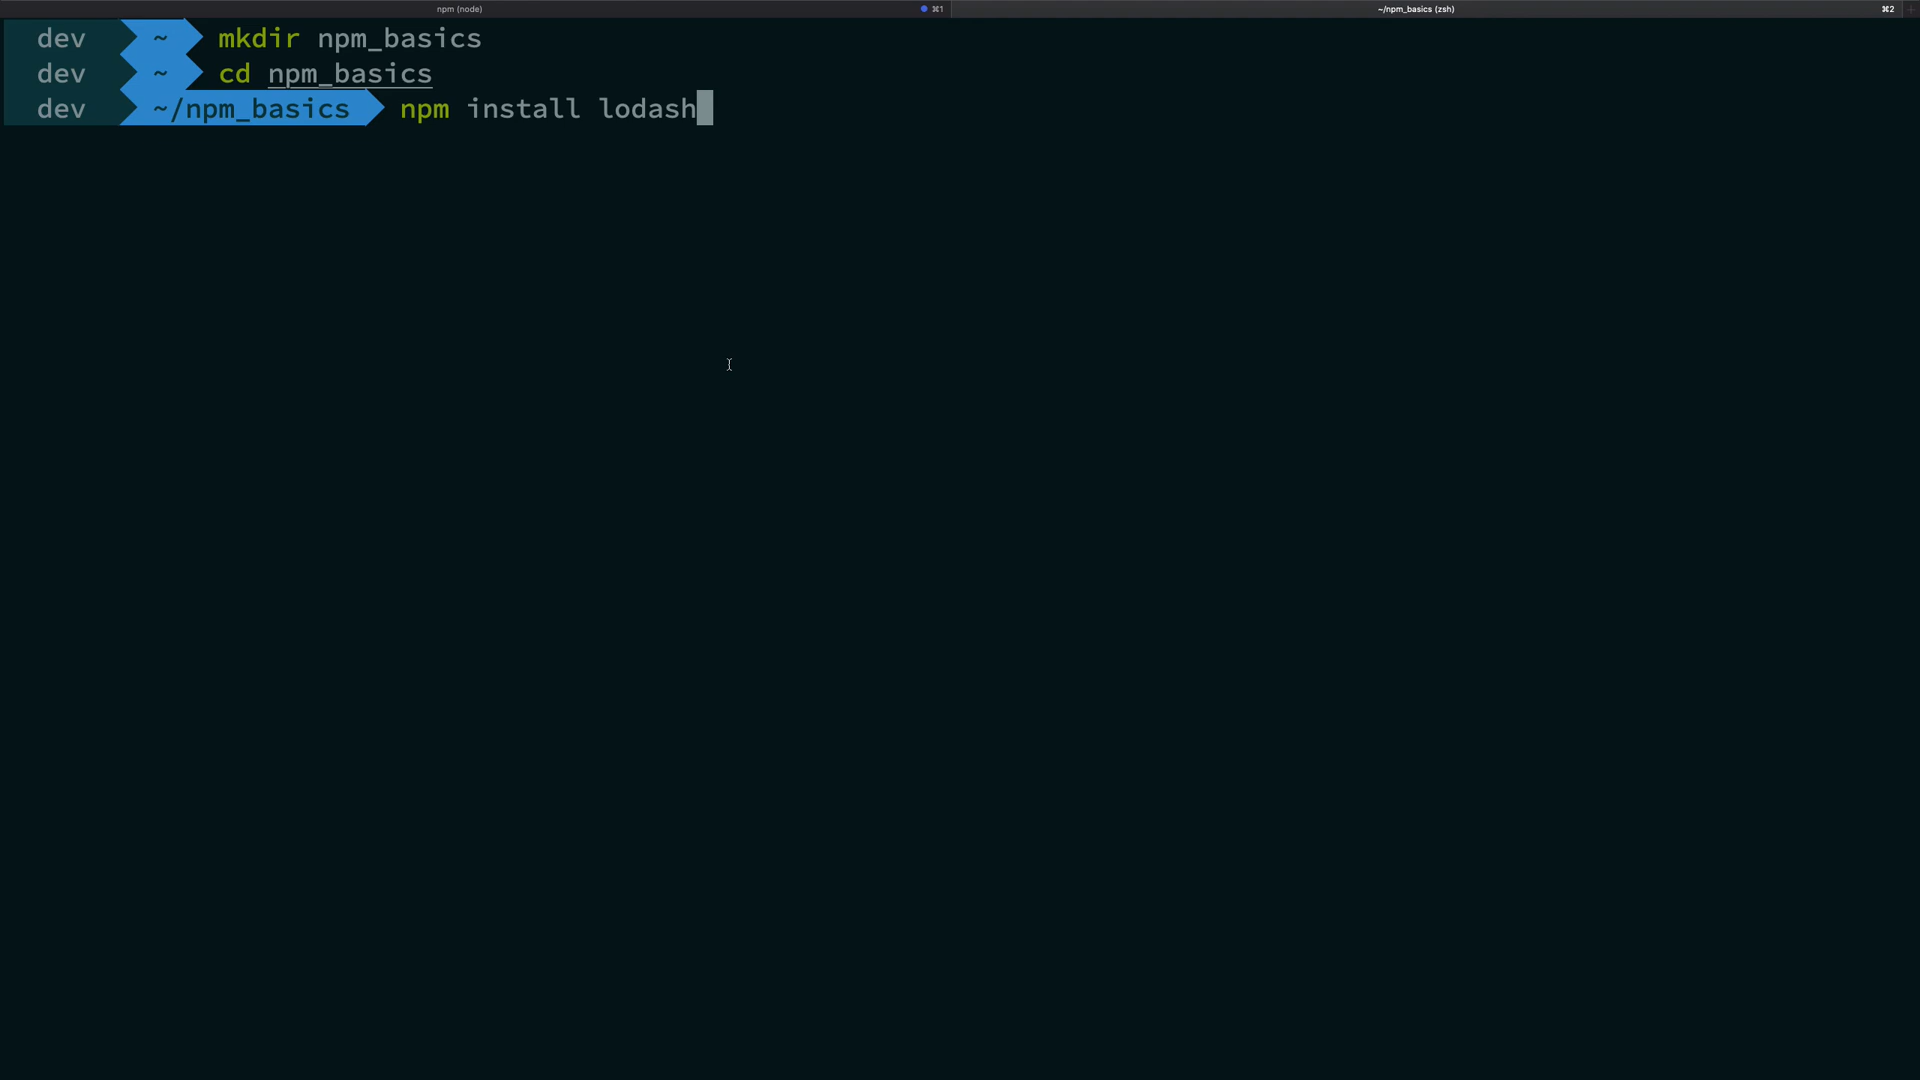 npm (node) ⌘1 ~/npm_basics (zsh) ⌘2
dev ~ mkdir npm_basics
dev ~ cd npm_basics
dev ~/npm_basics npm install lodash